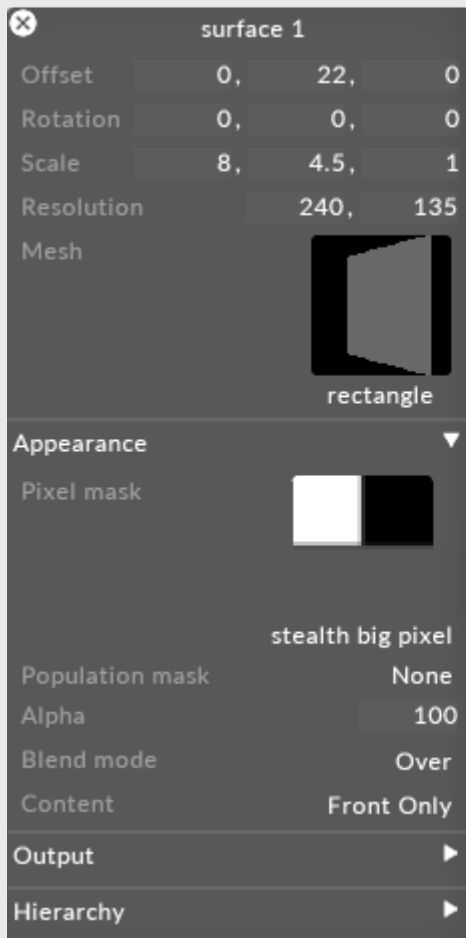 surface 1
Offset 0, 22, 0
Rotation 0, 0, 0
Scale 8, 4.5, 1
Resolution 240, 135
Mesh
rectangle
Appearance
Pixel mask
stealth big pixel
Population mask None
Alpha 100
Blend mode Over
Content Front Only
Output
Hierarchy